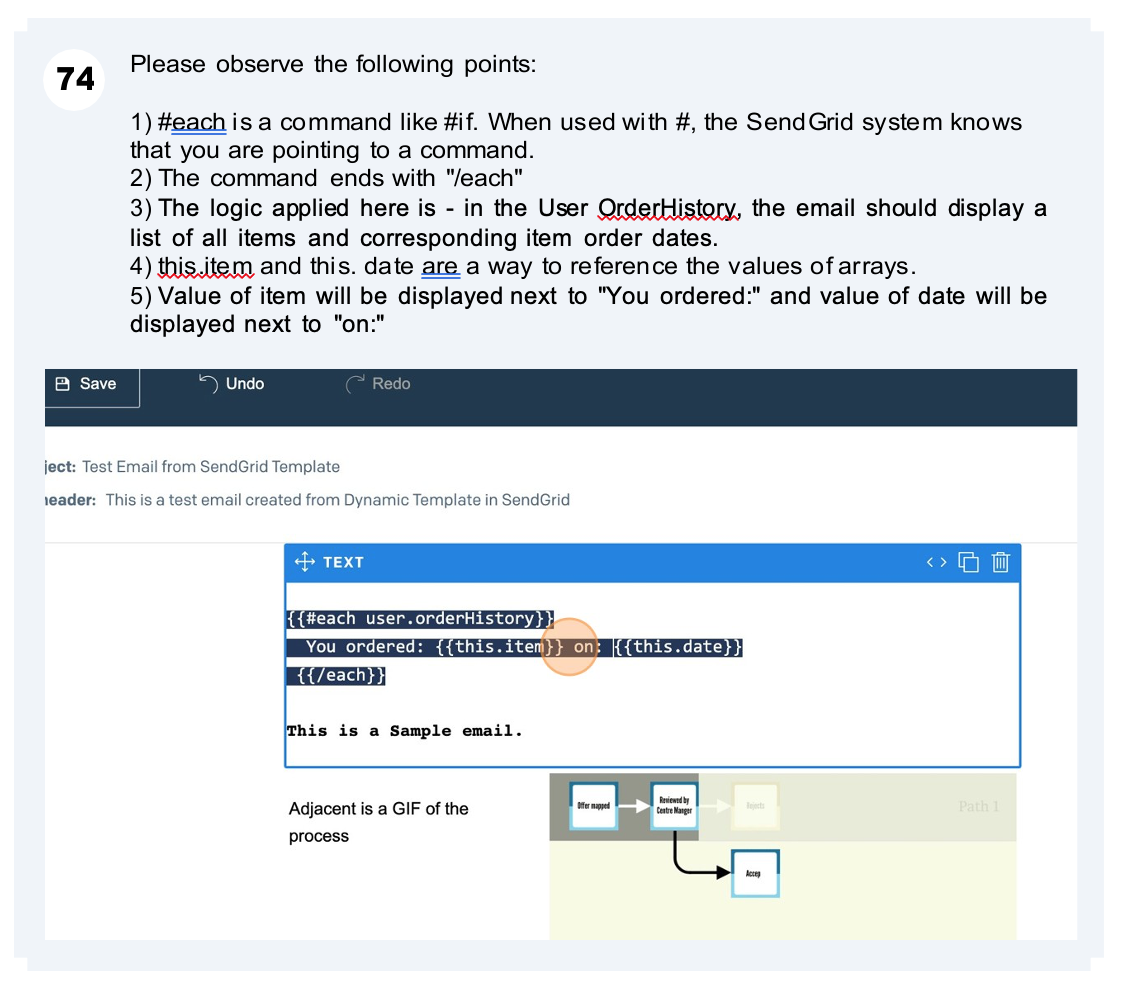 74
Please observe the following points:
1) #each is a command like #if. When used with #, the SendGrid system knows
that you are pointing to a command.
2) The command ends with "/each"
3) The logic applied here is - in the User OrderHistory, the email should display a
list of all items and corresponding item order dates.
4) this.item and this. date are a way to reference the values of arrays.
5) Value of item will be displayed next to "You ordered:" and value of date will be
displayed next to "on:"
Save Undo Redo
ject: Test Email from SendGrid Template
neader: This is a test email created from Dynamic Template in SendGrid
TEXT
{{#each user.orderHistory}}
You ordered: {{this.item}} on: {{this.date}}
{{/each}}
This is a Sample email.
Adjacent is a GIF of the
process
Offer mapped
Reviewed by
Centre Manger
Rejects
Path 1
Accep